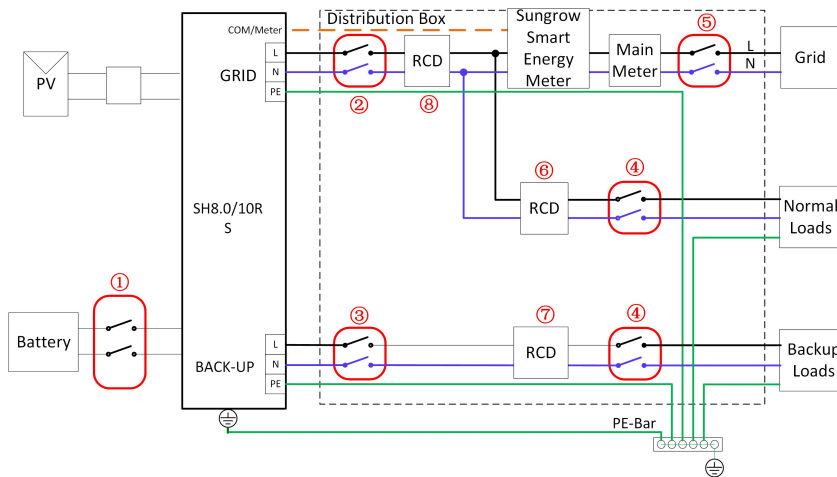 Distribution Box
COM/Meter
L
N
PE
GRID
PV
②
RCD
⑧
Sungrow
Smart
Energy
Meter
Main
Meter
⑤
L
N
Grid
⑥
RCD
④
Normal
Loads
SH8.0/10R
S
①
Battery
BACK-UP
L
N
PE
③
⑦
RCD
④
Backup
Loads
PE-Bar